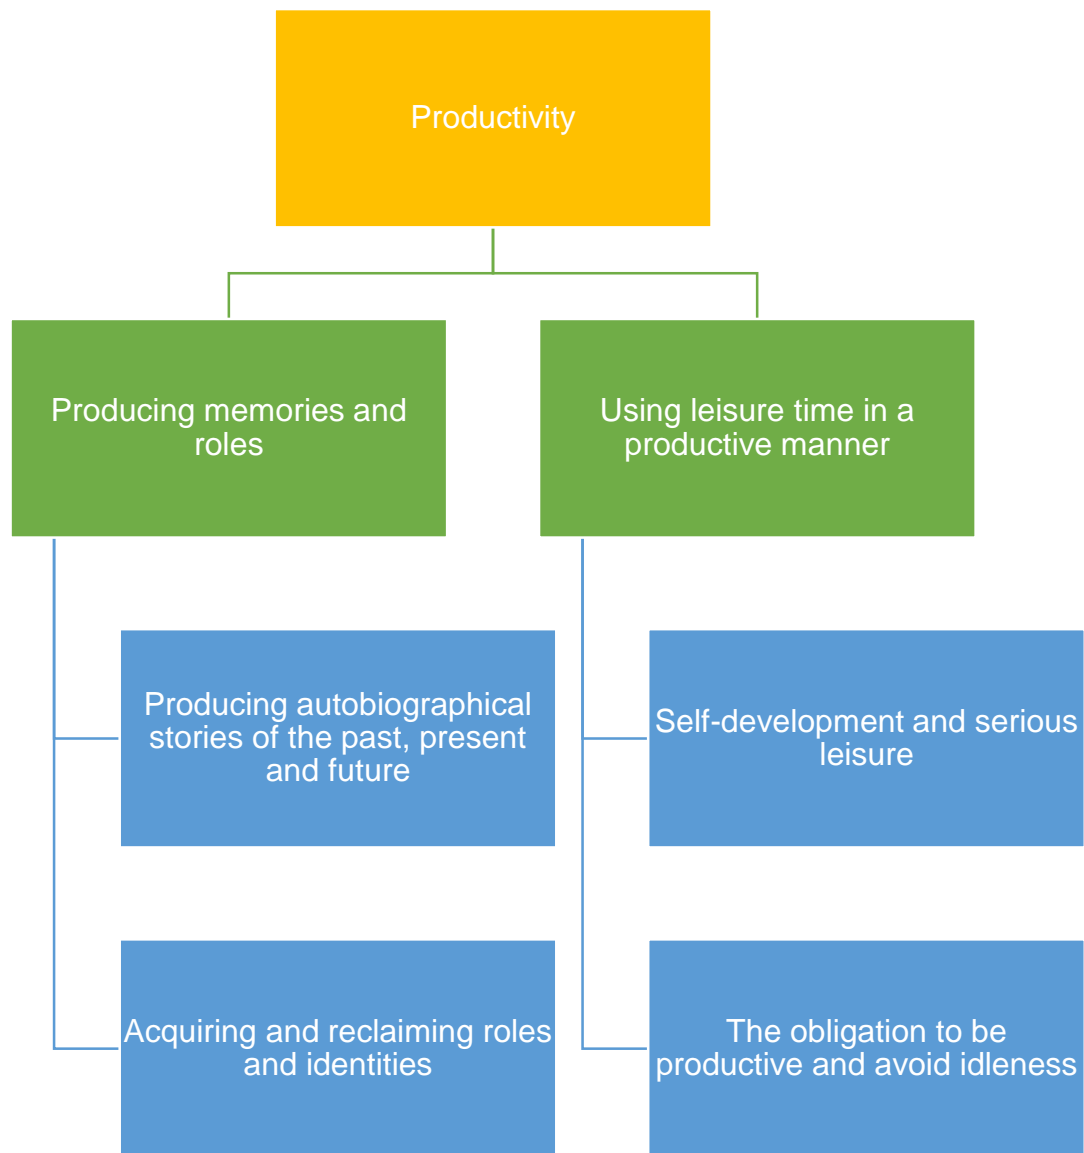 Productivity
Producing memories and
roles
Using leisure time in a
productive manner
Producing autobiographical
stories of the past, present
and future
Self-development and serious
leisure
Acquiring and reclaiming roles
and identities
The obligation to be
productive and avoid idleness